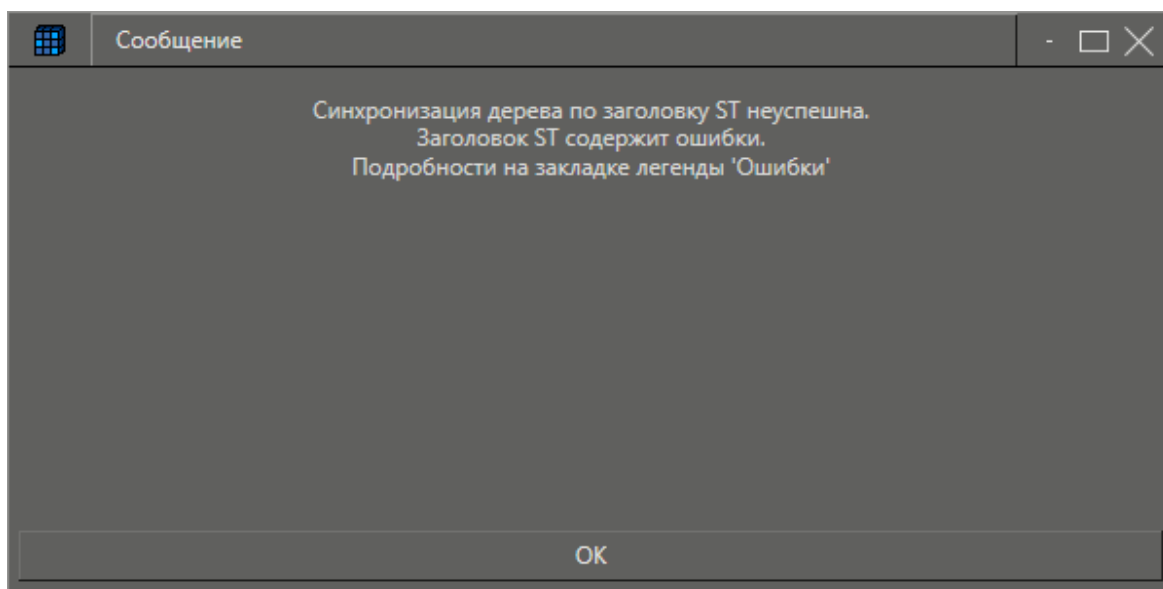 Сообщение
Синхронизация дерева по заголовку ST неуспешна.
Заголовок ST содержит ошибки.
Подробности на закладке легенды 'Ошибки'
OK